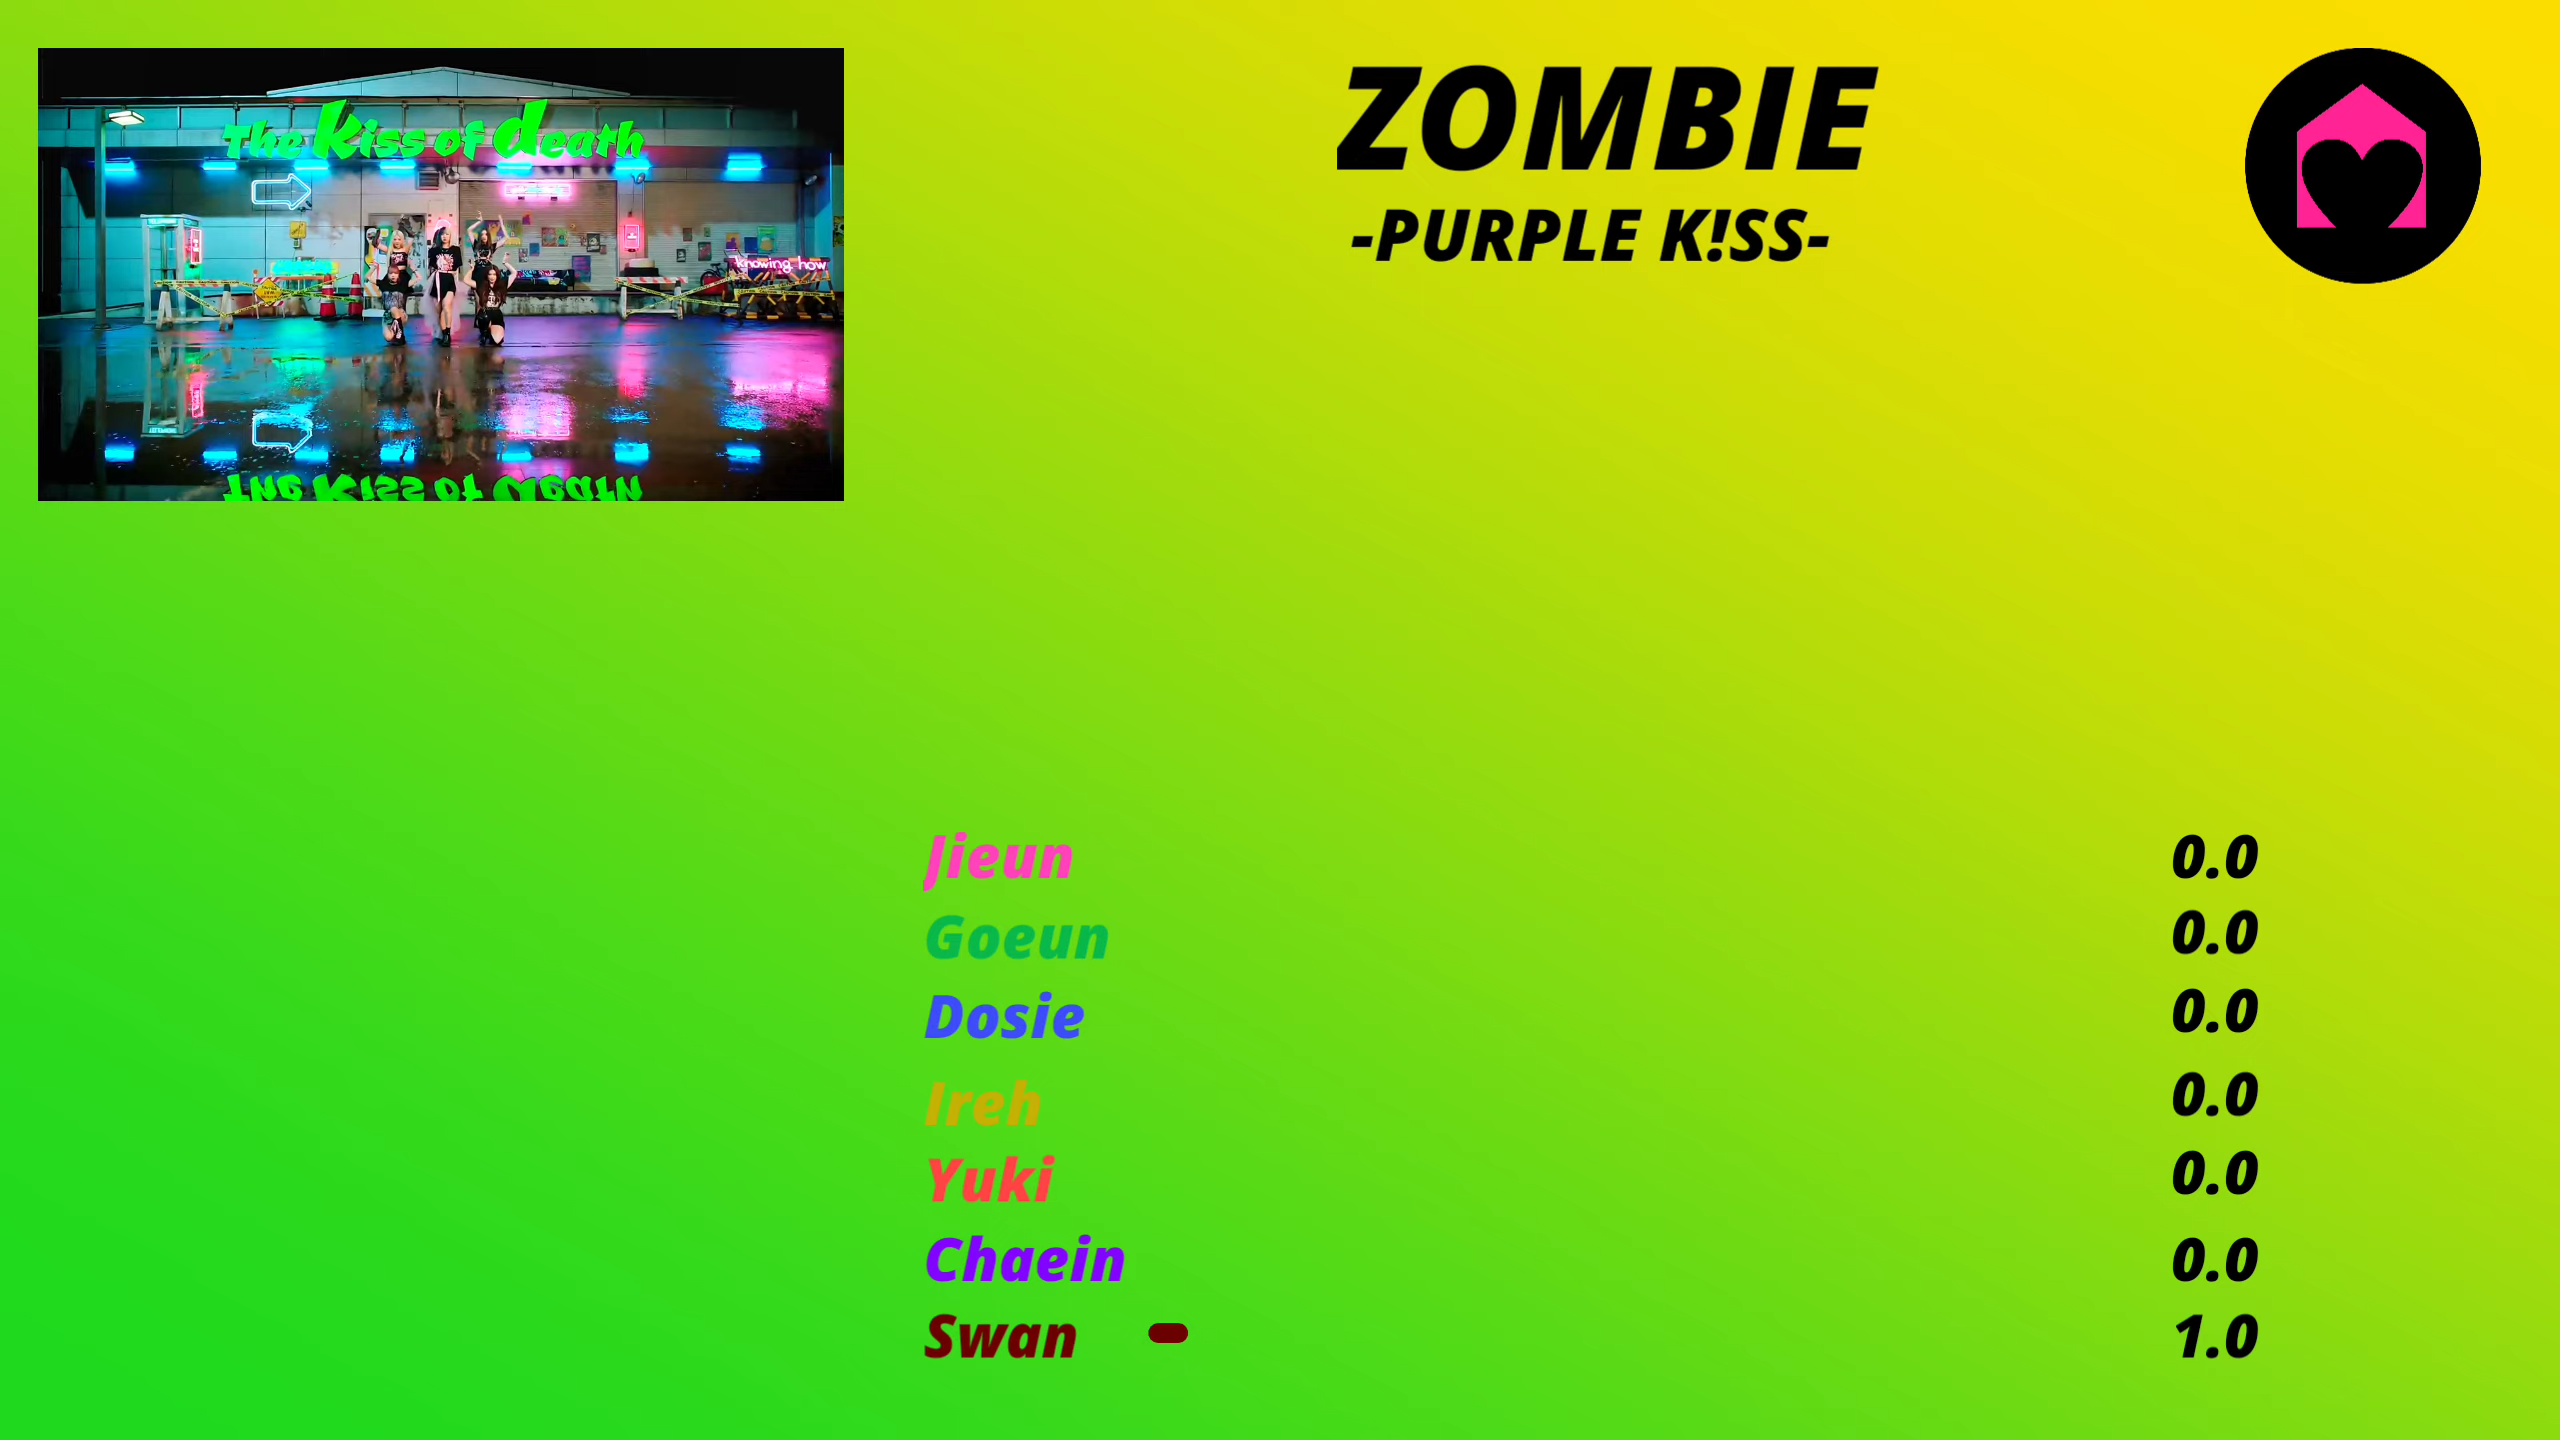 The Kiss of death
knowing how
ZOMBIE
-PURPLE K!SS-
Jieun 0.0
Goeun 0.0
Dosie 0.0
Ireh 0.0
Yuki 0.0
Chaein 0.0
Swan 1.0